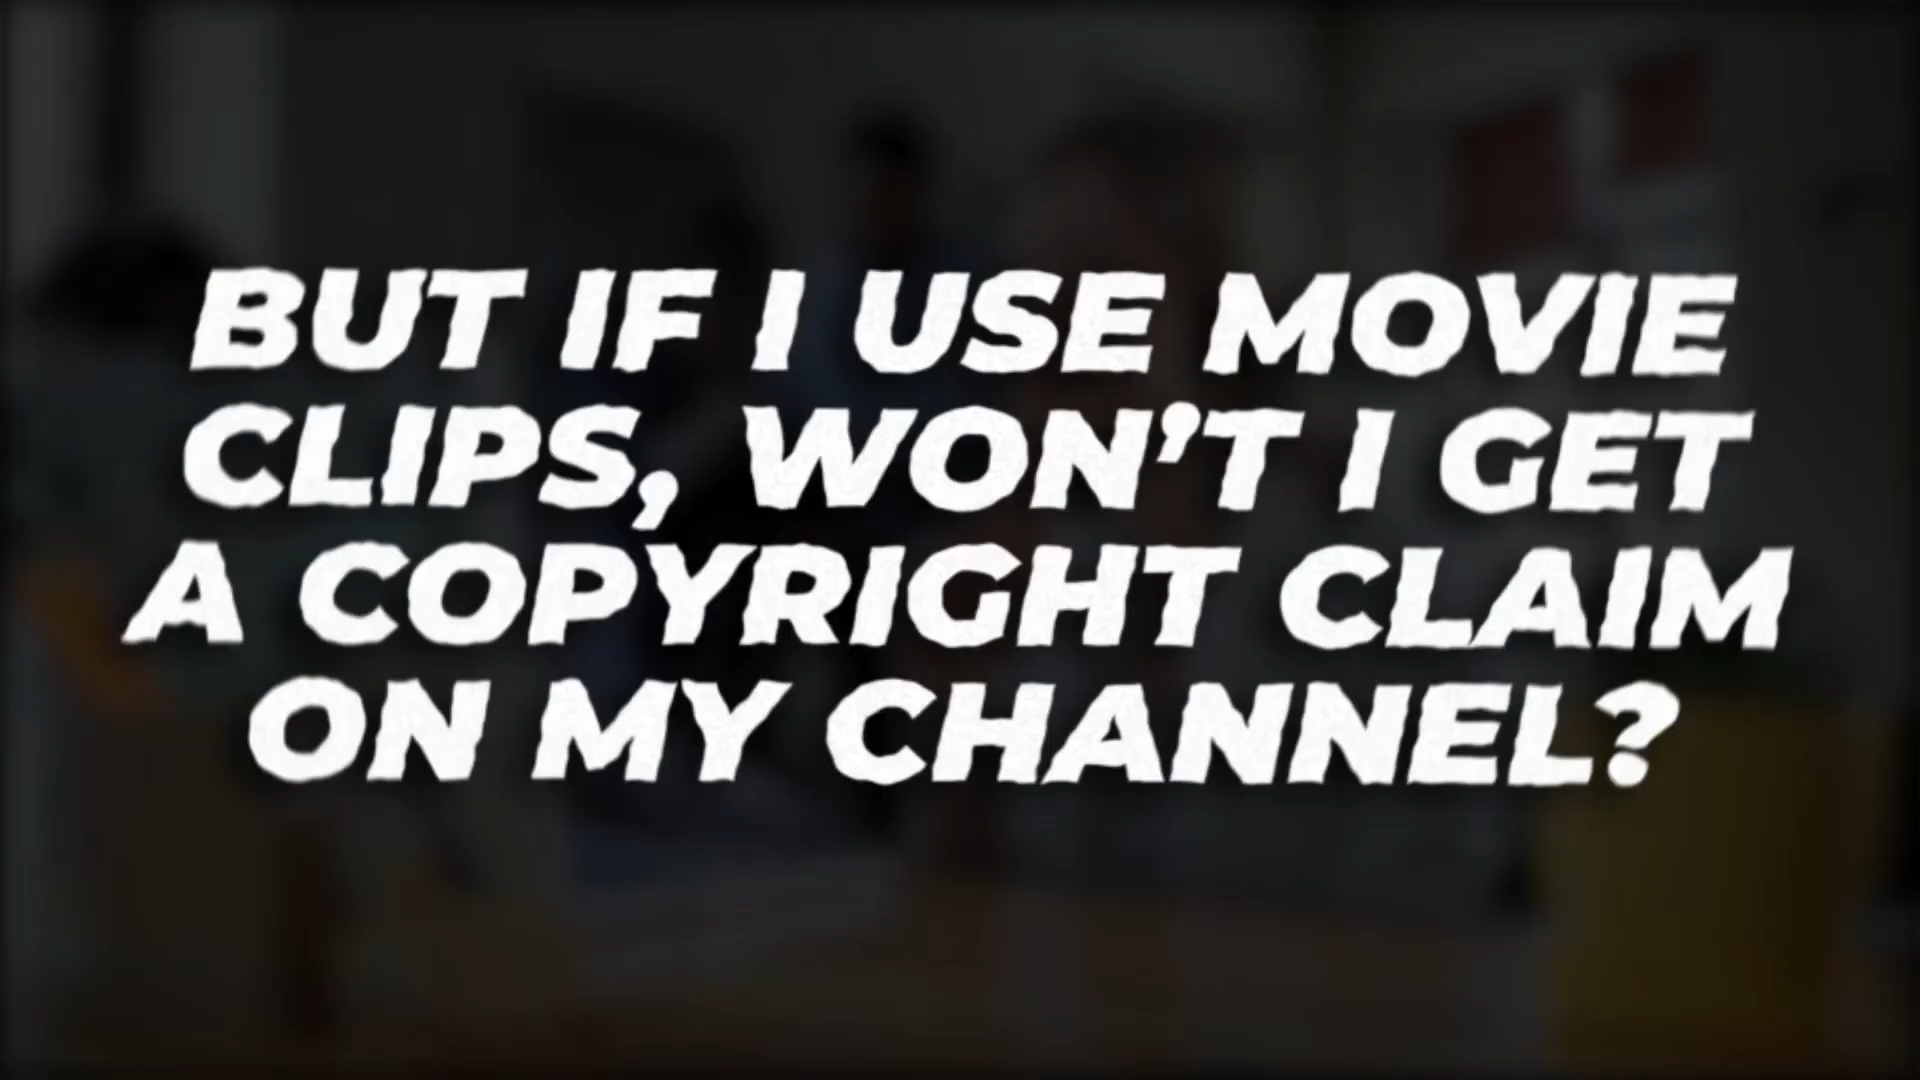 BUT IF I USE MOVIE
CLIPS, WON'T I GET
A COPYRIGHT CLAIM
ON MY CHANNEL?